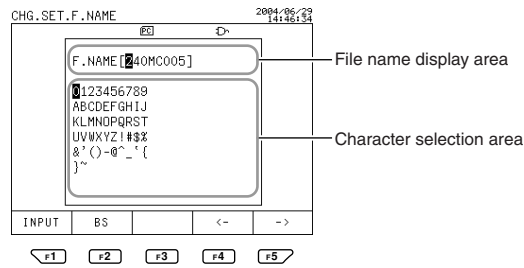 CHG.SET.F.NAME
2004/06/29
14:46:34
PC
F.NAME[240MC005]
File name display area
0123456789
ABCDEFGHIJ
KLMNOPQRST
UVWXYZ!#$%
&'()-@^_`{
}~
Character selection area
INPUT BS <- ->
F1 F2 F3 F4 F5